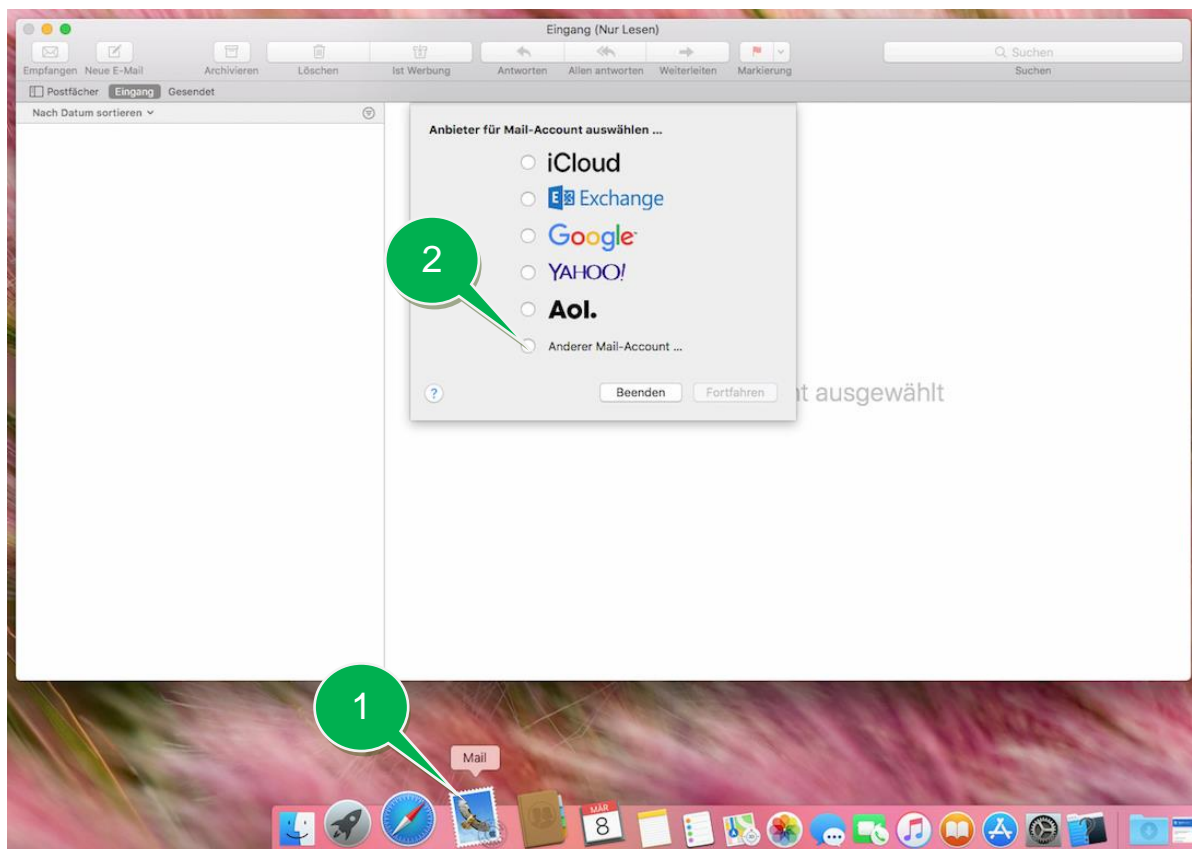 Eingang (Nur Lesen)
Suchen
Empfangen Neue E-Mail Archivieren Löschen Ist Werbung Antworten Allen antworten Weiterleiten Markierung Suchen
Postfächer Eingang Gesendet
Nach Datum sortieren
Anbieter für Mail-Account auswählen ...
iCloud
E Exchange
Google
YAHOO!
2
Aol.
Anderer Mail-Account ...
? Beenden Fortfahren
ausgewählt
1
Mail
MÄR
8